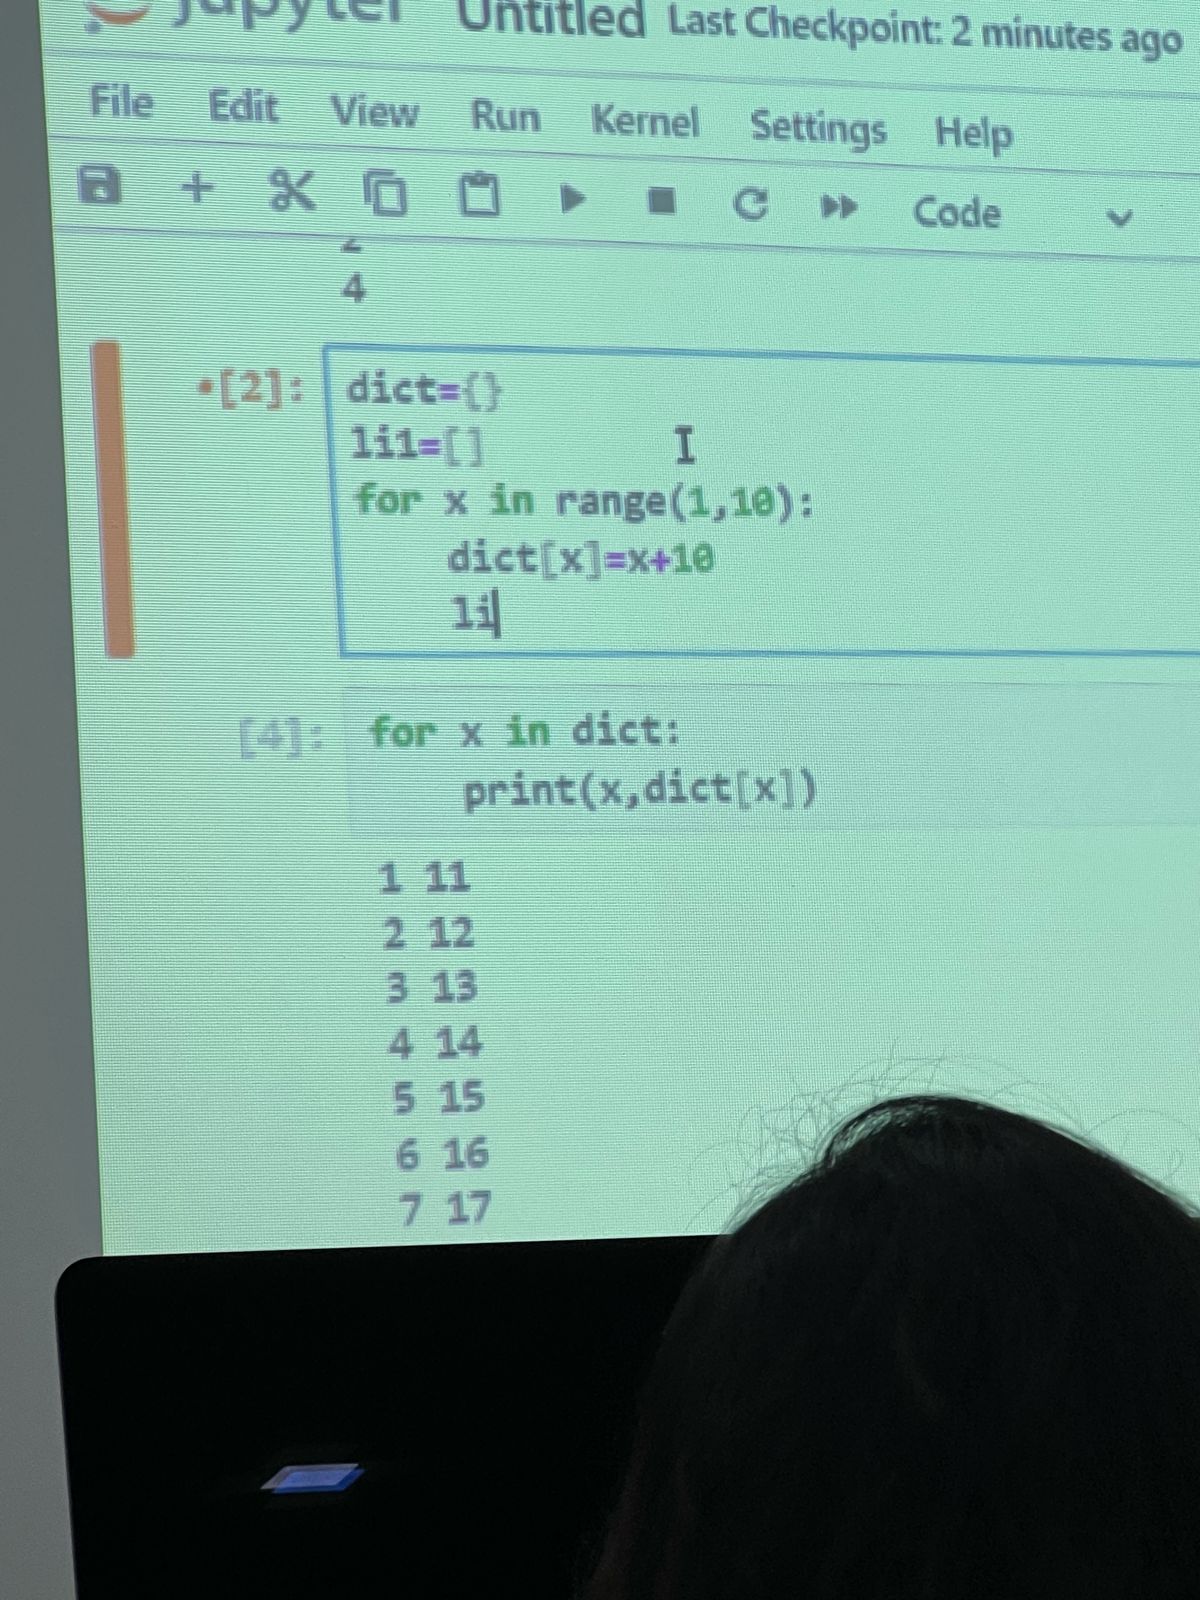 jupyter Untitled Last Checkpoint: 2 minutes ago
File Edit View Run Kernel Settings Help
Code
2
4
•[2]: dict={}
li1=[]
for x in range(1,10):
    dict[x]=x+10
    li
[4]: for x in dict:
    print(x,dict[x])
1 11
2 12
3 13
4 14
5 15
6 16
7 17